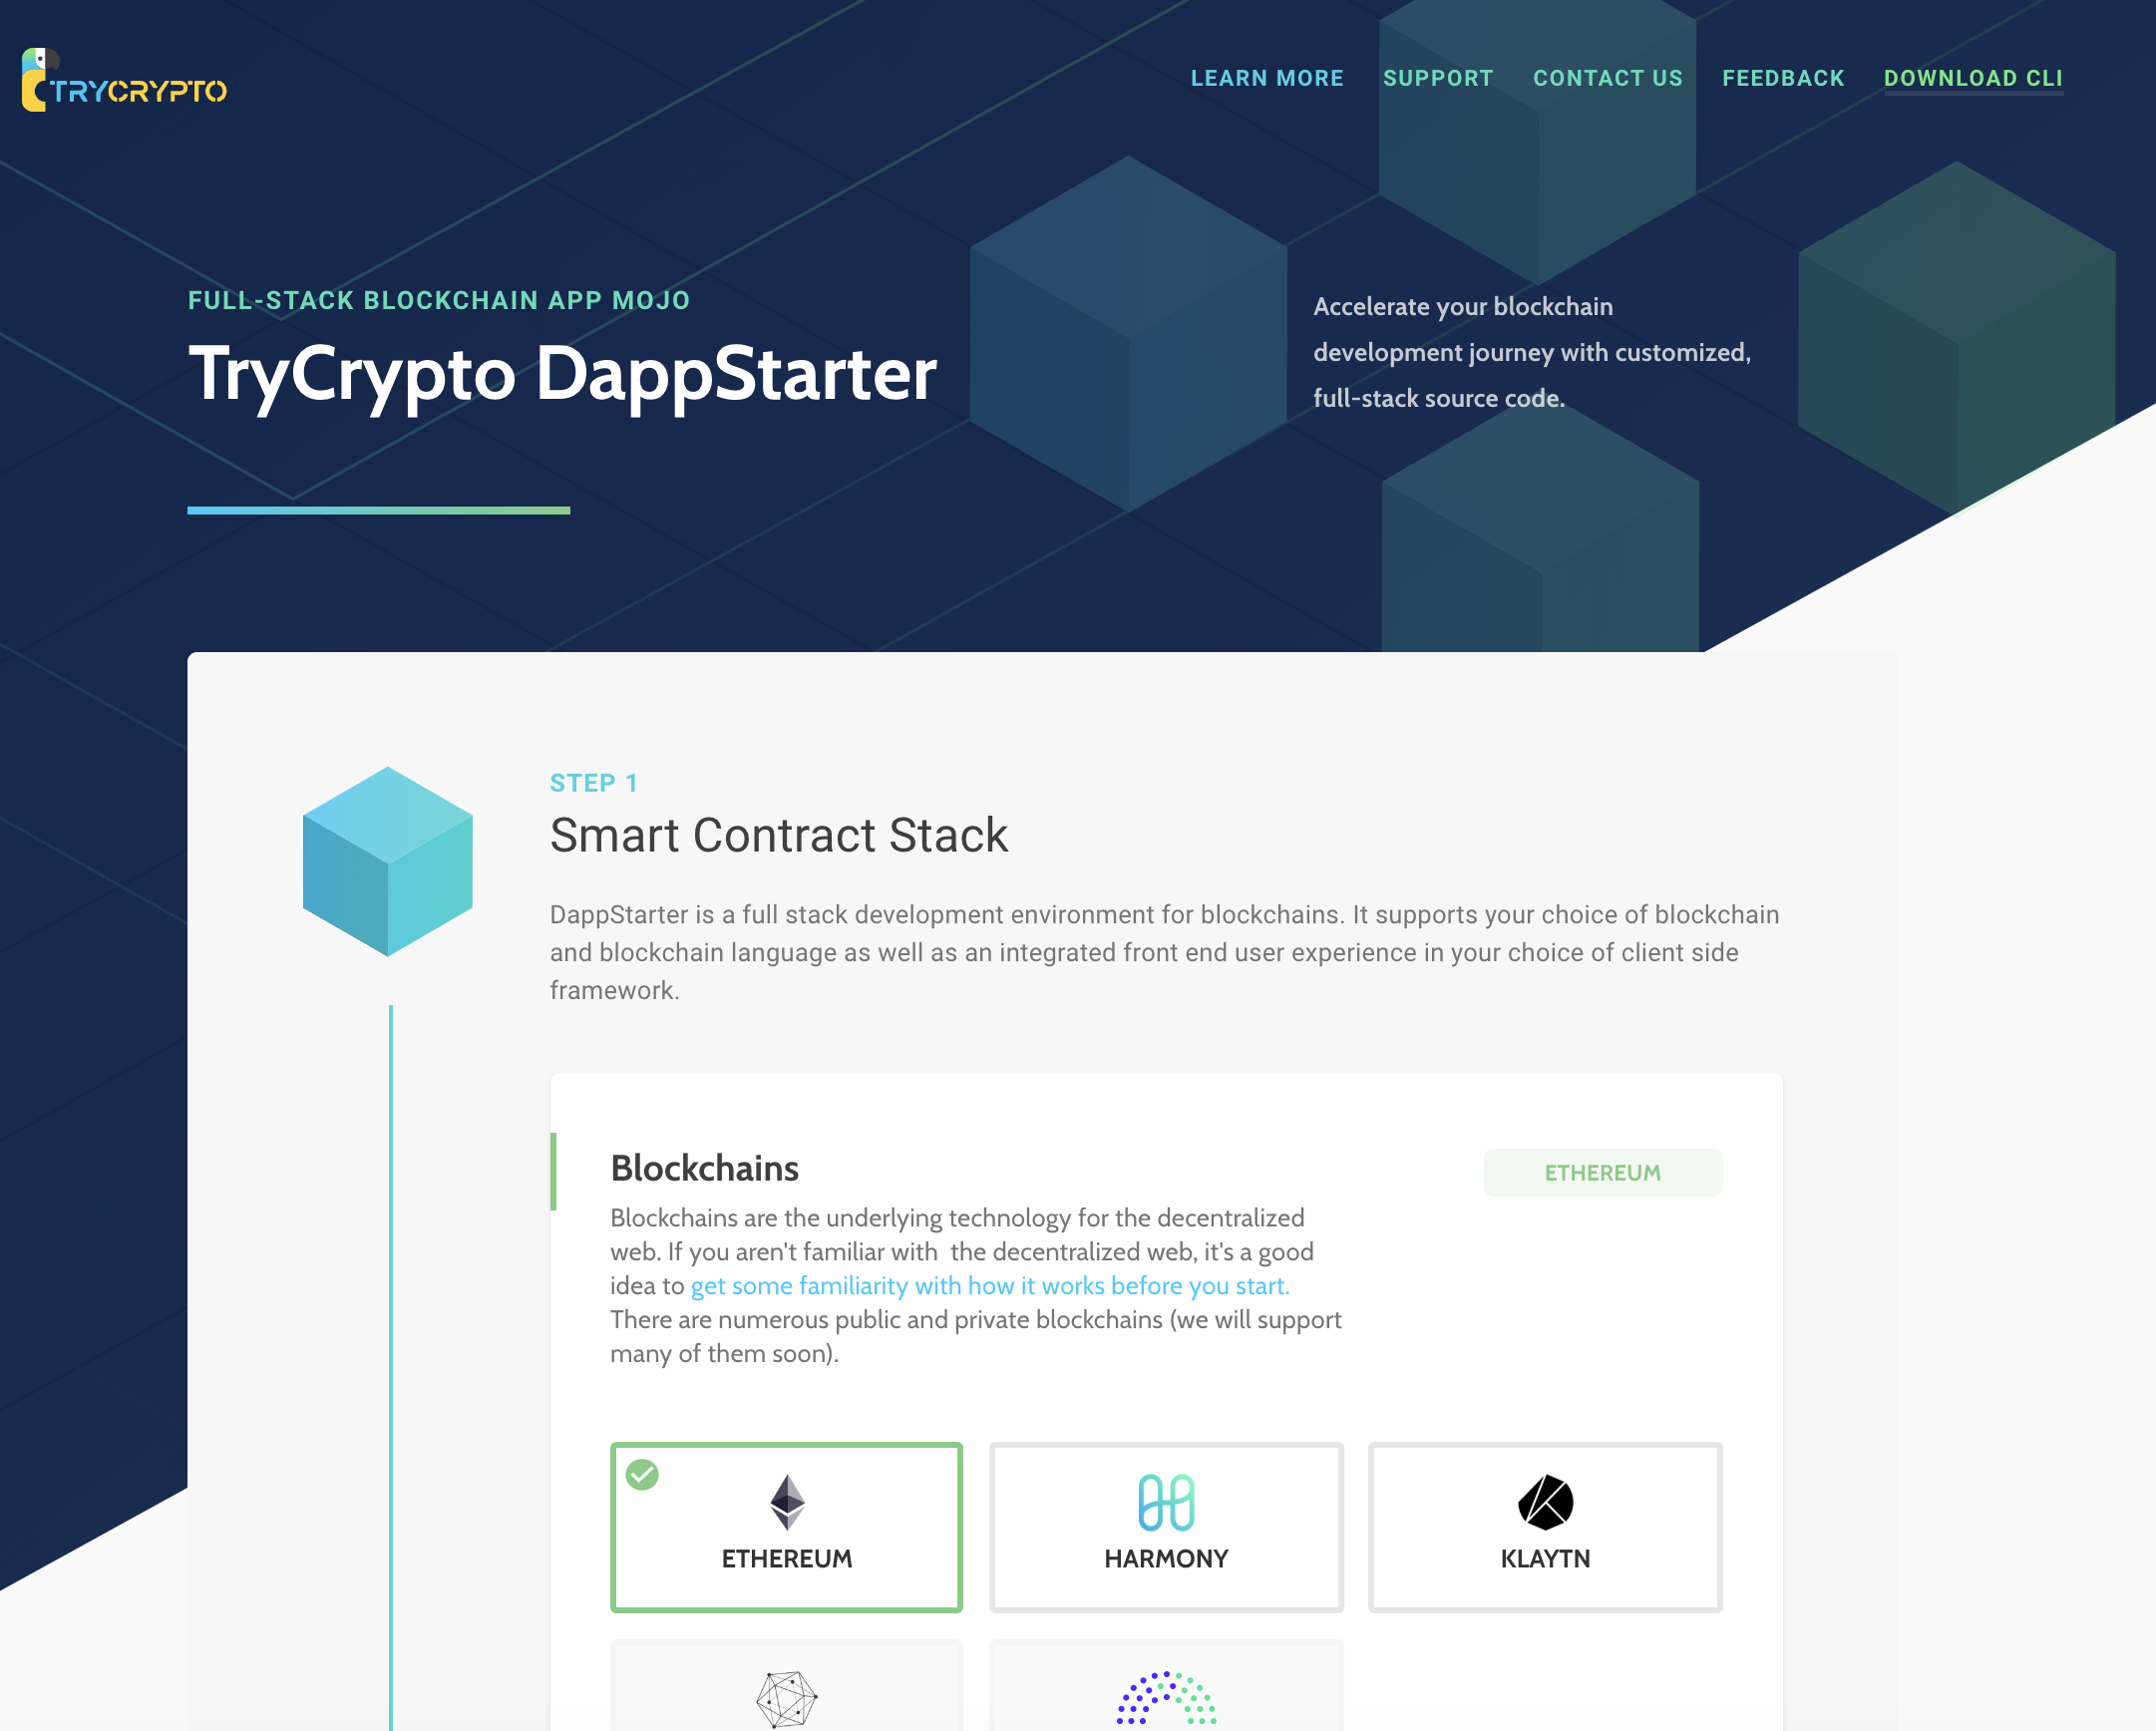 TRYCRYPTO
LEARN MORE SUPPORT CONTACT US FEEDBACK DOWNLOAD CLI
FULL-STACK BLOCKCHAIN APP MOJO
TryCrypto DappStarter
Accelerate your blockchain
development journey with customized,
full-stack source code.
STEP 1
Smart Contract Stack
DappStarter is a full stack development environment for blockchains. It supports your choice of blockchain
and blockchain language as well as an integrated front end user experience in your choice of client side
framework.
Blockchains
ETHEREUM
Blockchains are the underlying technology for the decentralized
web. If you aren't familiar with  the decentralized web, it's a good
idea to get some familiarity with how it works before you start.
There are numerous public and private blockchains (we will support
many of them soon).
ETHEREUM
HARMONY
KLAYTN